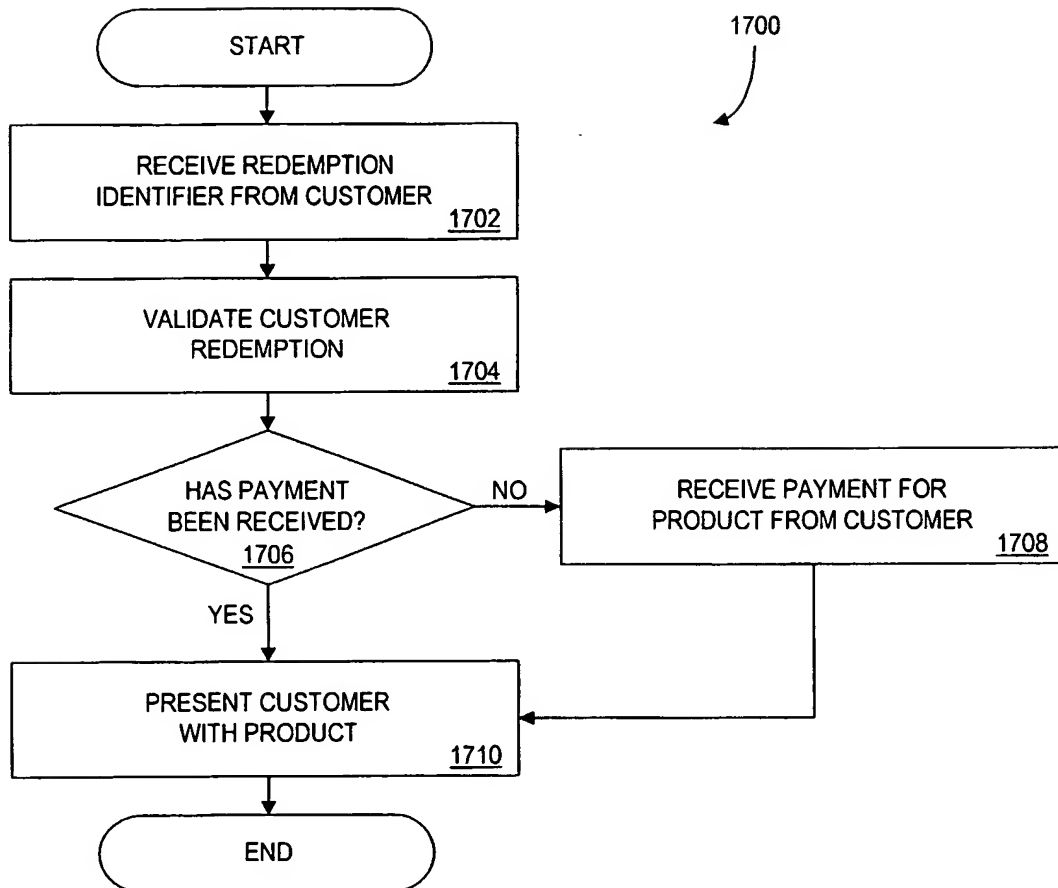 START
1700
RECEIVE REDEMPTION
IDENTIFIER FROM CUSTOMER
1702
VALIDATE CUSTOMER
REDEMPTION
1704
HAS PAYMENT
BEEN RECEIVED?
1706
NO
RECEIVE PAYMENT FOR
PRODUCT FROM CUSTOMER
1708
YES
PRESENT CUSTOMER
WITH PRODUCT
1710
END